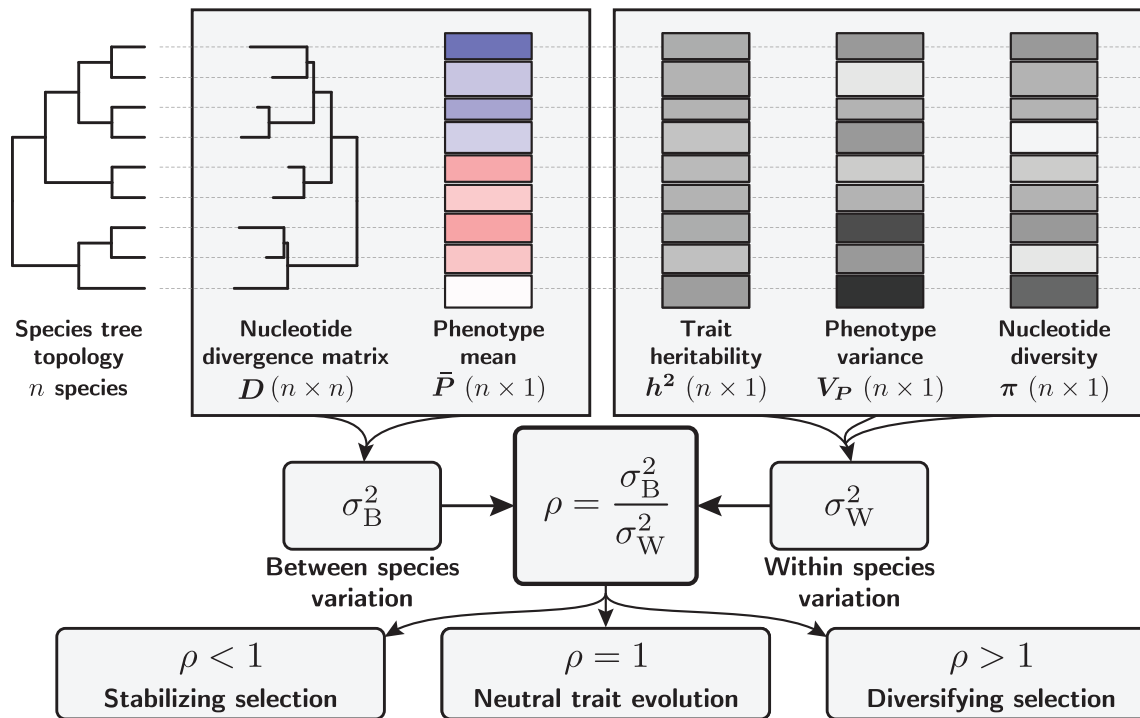 Species tree
topology
n species
Nucleotide
divergence matrix
D (n × n)
Phenotype
mean
P̄ (n × 1)
Trait
heritability
h² (n × 1)
Phenotype
variance
V_P (n × 1)
Nucleotide
diversity
π (n × 1)
σ²_B
Between species
variation
ρ = σ²_B / σ²_W
σ²_W
Within species
variation
ρ < 1
Stabilizing selection
ρ = 1
Neutral trait evolution
ρ > 1
Diversifying selection